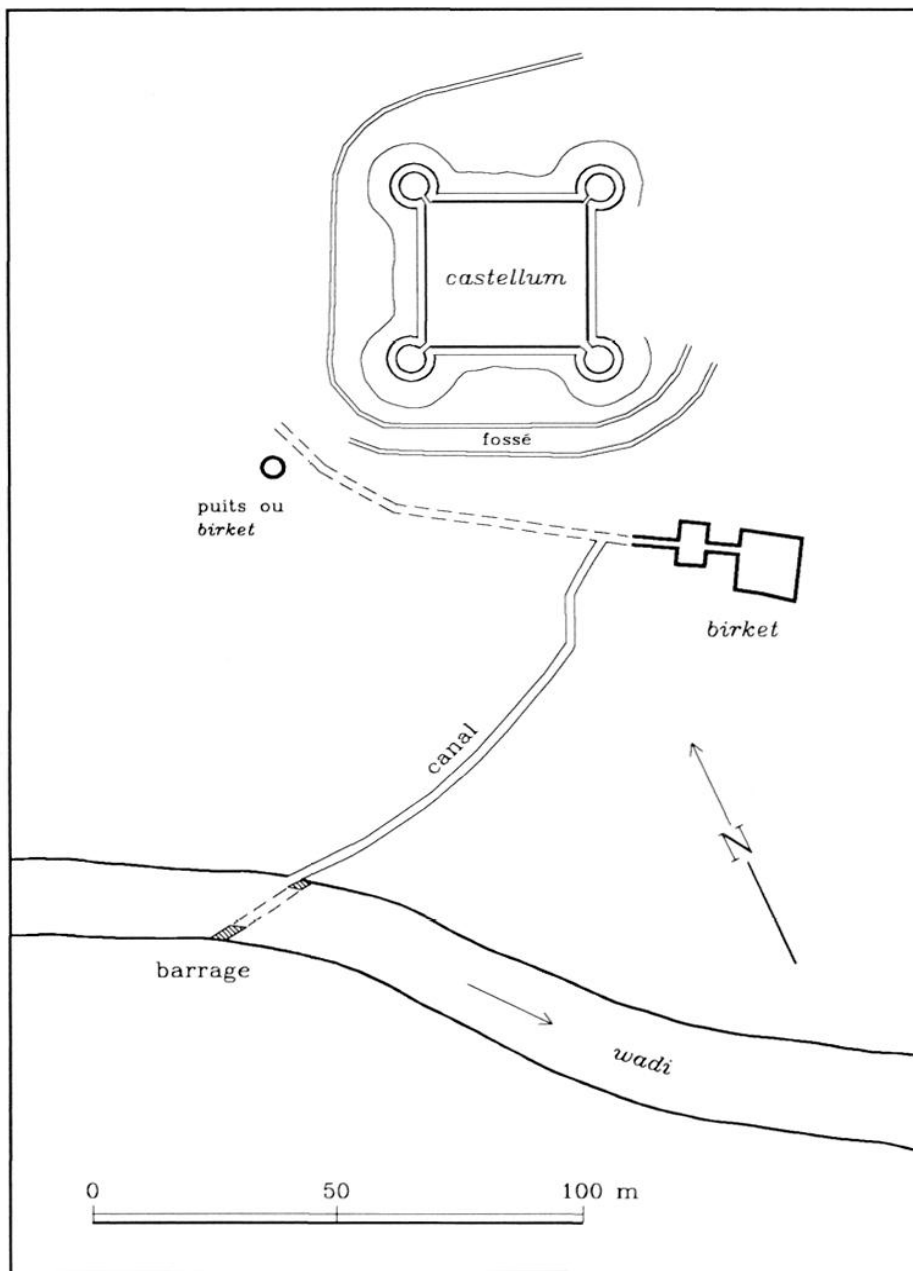 castellum
fossé
puits ou
birket
birket
canal
N
barrage
wadi
0 50 100 m